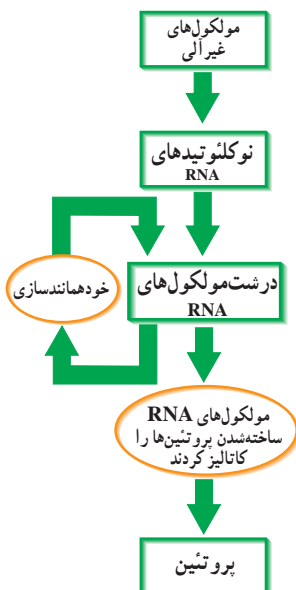 مولکول‌های
غیرآلی
نوکلئوتیدهای
RNA
درشت‌مولکول‌های
RNA
خودهمانندسازی
مولکول‌های RNA
ساخته‌شدن پروتئین‌ها را
کاتالیز کردند
پروتئین